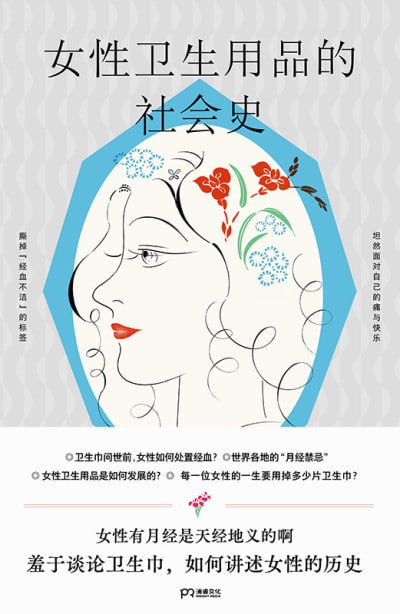 女性卫生用品的
社会史
撕掉「经血不洁」的标签
坦然面对自己的痛与快乐
卫生巾问世前,女性如何处置经血? 世界各地的“月经禁忌”
女性卫生用品是如何发展的? 每一位女性的一生要用掉多少片卫生巾?
女性有月经是天经地义的啊
羞于谈论卫生巾，如何讲述女性的历史
浦睿文化
INSIGHT MEDIA